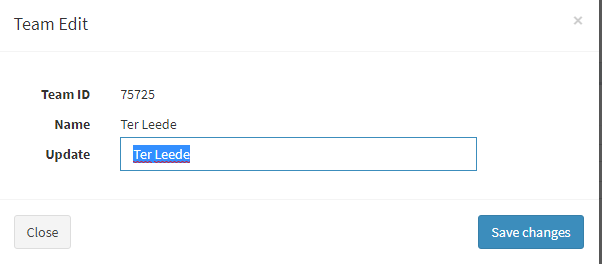 Team Edit ×
Team ID 75725
Name Ter Leede
Update Ter Leede
Close Save changes